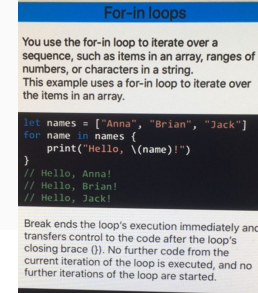 For-in loops
You use the for-in loop to iterate over a
sequence, such as items in an array, ranges of
numbers, or characters in a string.
This example uses a for-in loop to iterate over
the items in an array.
let names = ["Anna", "Brian", "Jack"]
for name in names {
    print("Hello, \(name)!")
}
// Hello, Anna!
// Hello, Brian!
// Hello, Jack!
Break ends the loop's execution immediately and
transfers control to the code after the loop's
closing brace (}). No further code from the
current iteration of the loop is executed, and no
further iterations of the loop are started.